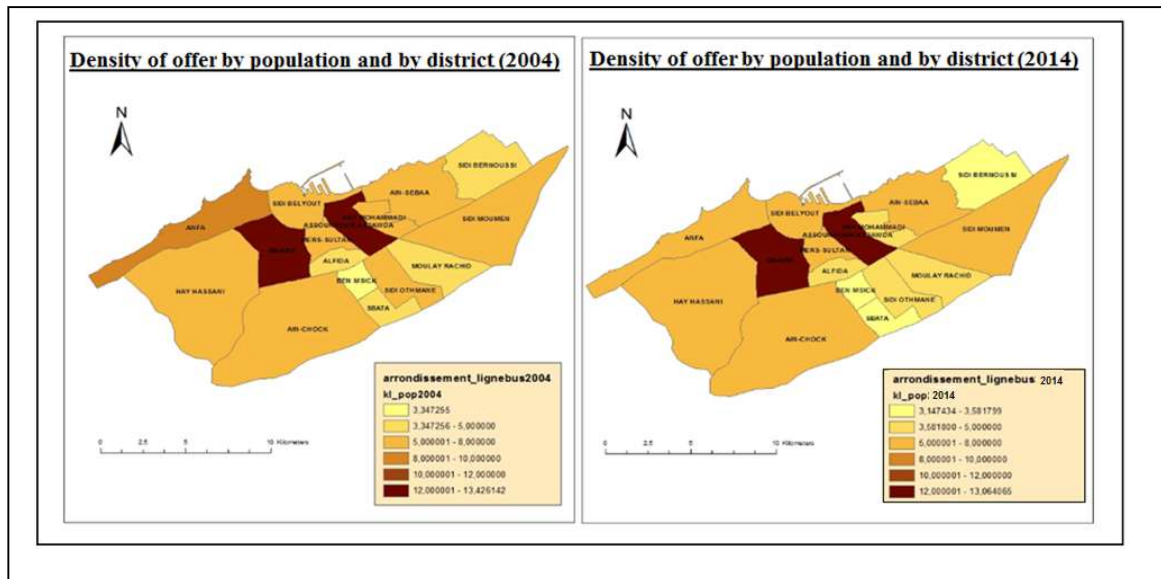 Density of offer by population and by district (2004)
N
SIDI BERNOUSSI
AIN-SEBAA
SIDI BELYOUT
SIDI MOUMEN
ANFA
MERS-SULTAN
ALFIDA
MOULAY RACHID
BEN MSICK
HAY HASSANI
SIDI OTHMANE
SBATA
AIN-CHOCK
arrondissement_lignebus2004
kl_pop2004
3,347255
3,347256 - 5,000000
5,000001 - 8,000000
8,000001 - 10,000000
10,000001 - 12,000000
12,000001 - 13,426142
0 2.5 5 10 Kilometers
Density of offer by population and by district (2014)
N
SIDI BERNOUSSI
AIN-SEBAA
SIDI BELYOUT
SIDI MOUMEN
ANFA
MERS-SULTAN
ALFIDA
MOULAY RACHID
BEN MSICK
HAY HASSANI
SIDI OTHMANE
SBATA
AIN-CHOCK
arrondissement_lignebus: 2014
kl_pop: 2014
3,147434 - 3,581799
3,581800 - 5,000000
5,000001 - 8,000000
8,000001 - 10,000000
10,000001 - 12,000000
12,000001 - 13,064065
0 2.5 5 10 Kilometers